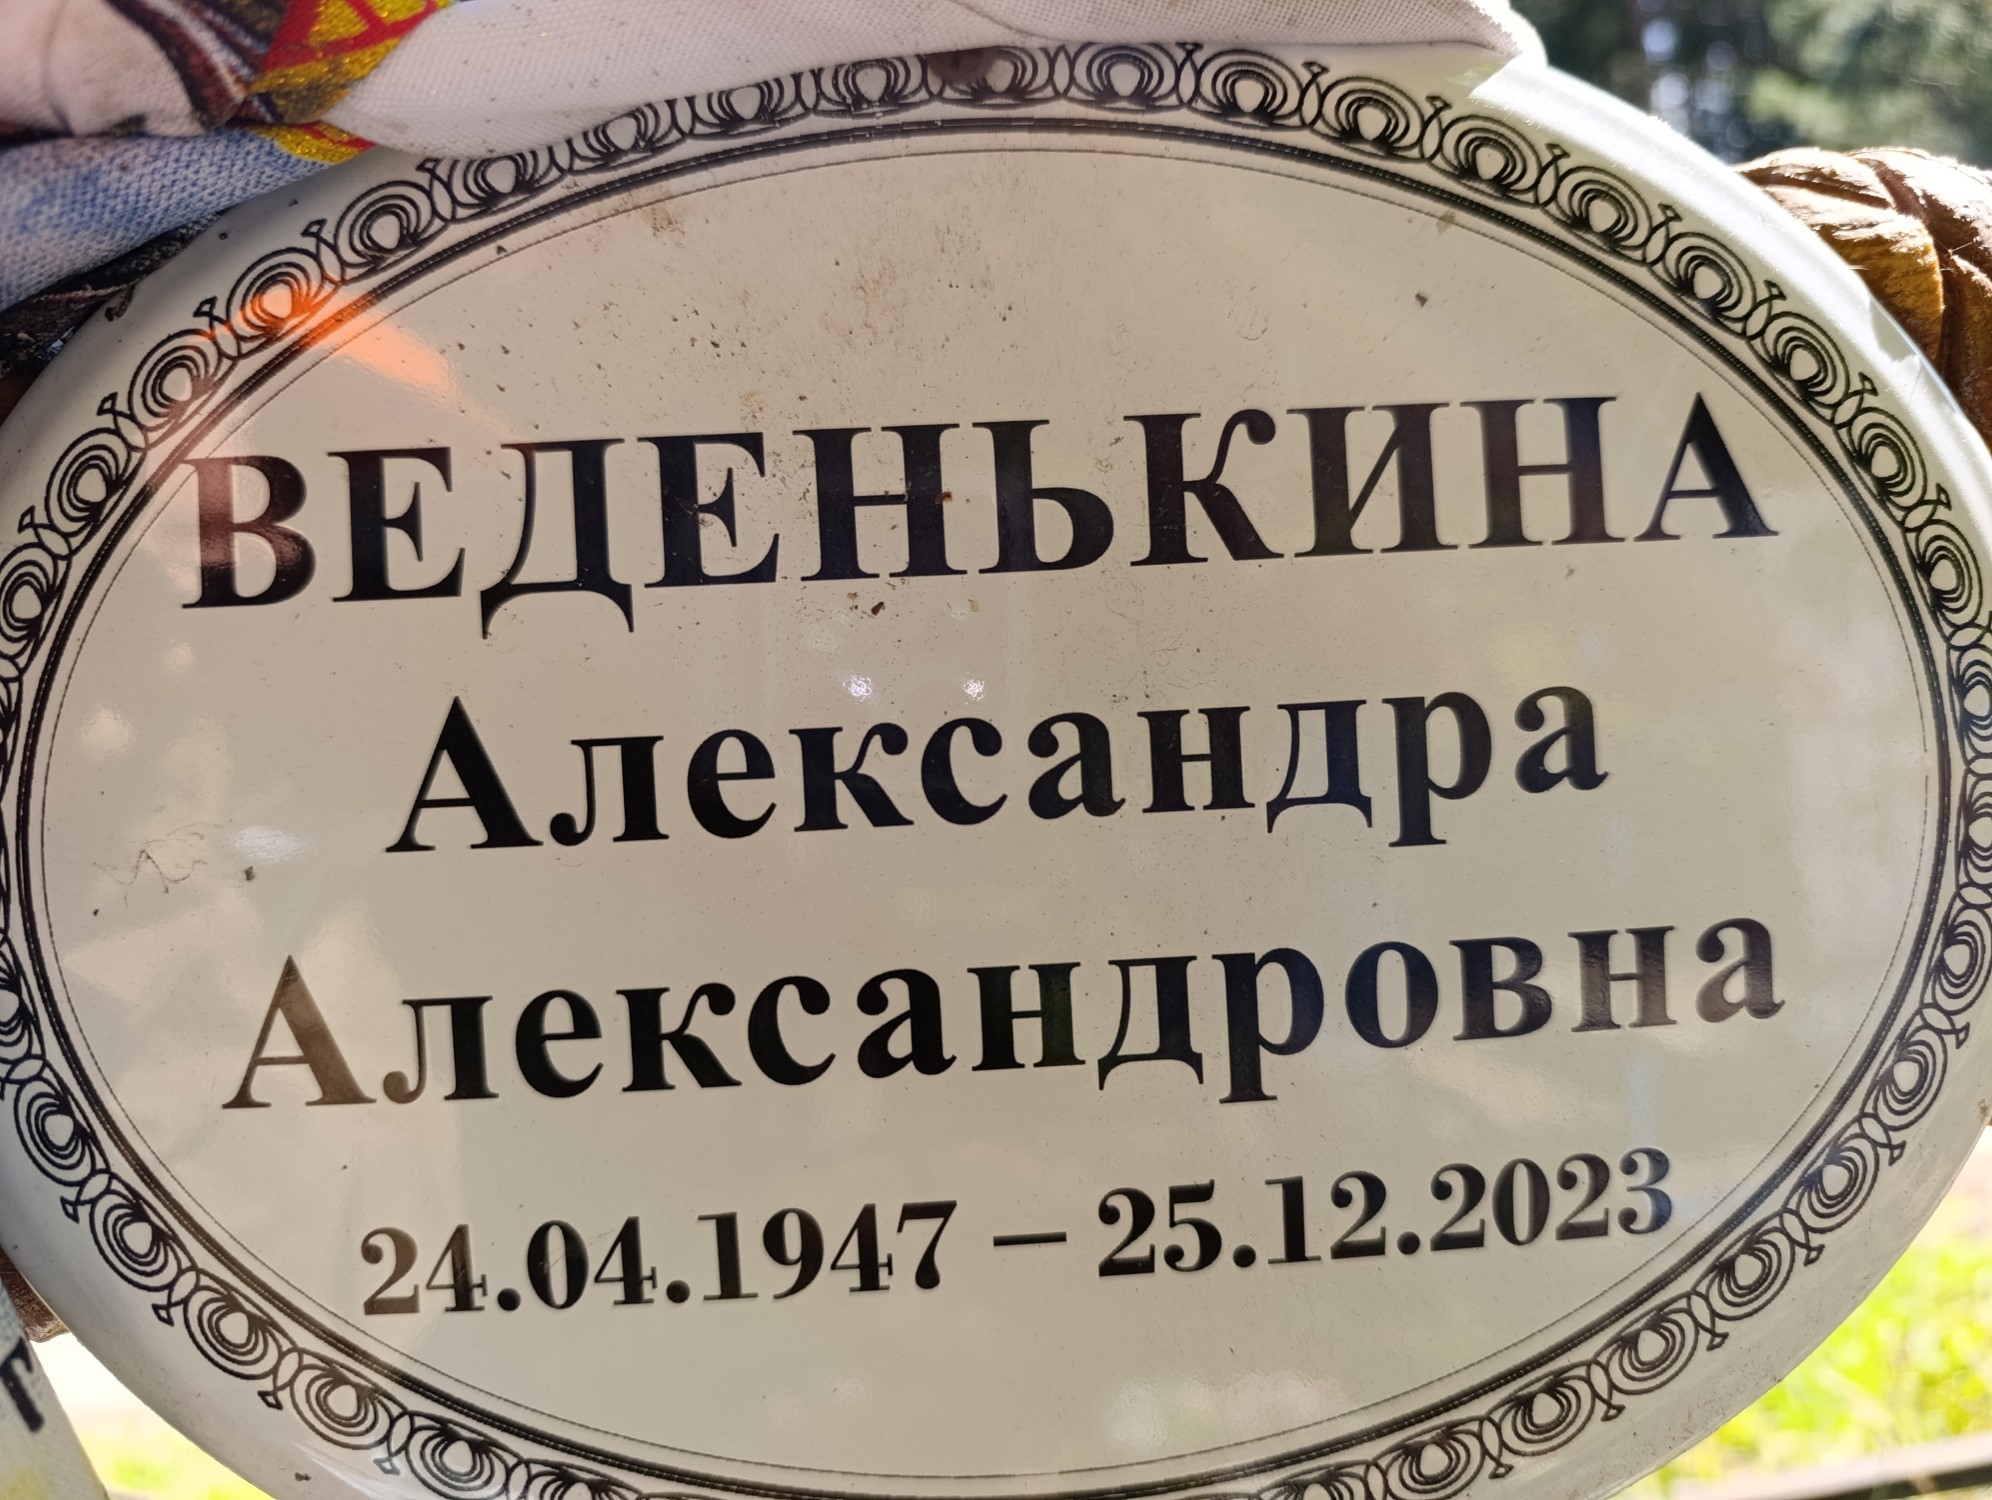 ВЕДЕНЬКИНА
Александра
Александровна
24.04.1947 – 25.12.2023